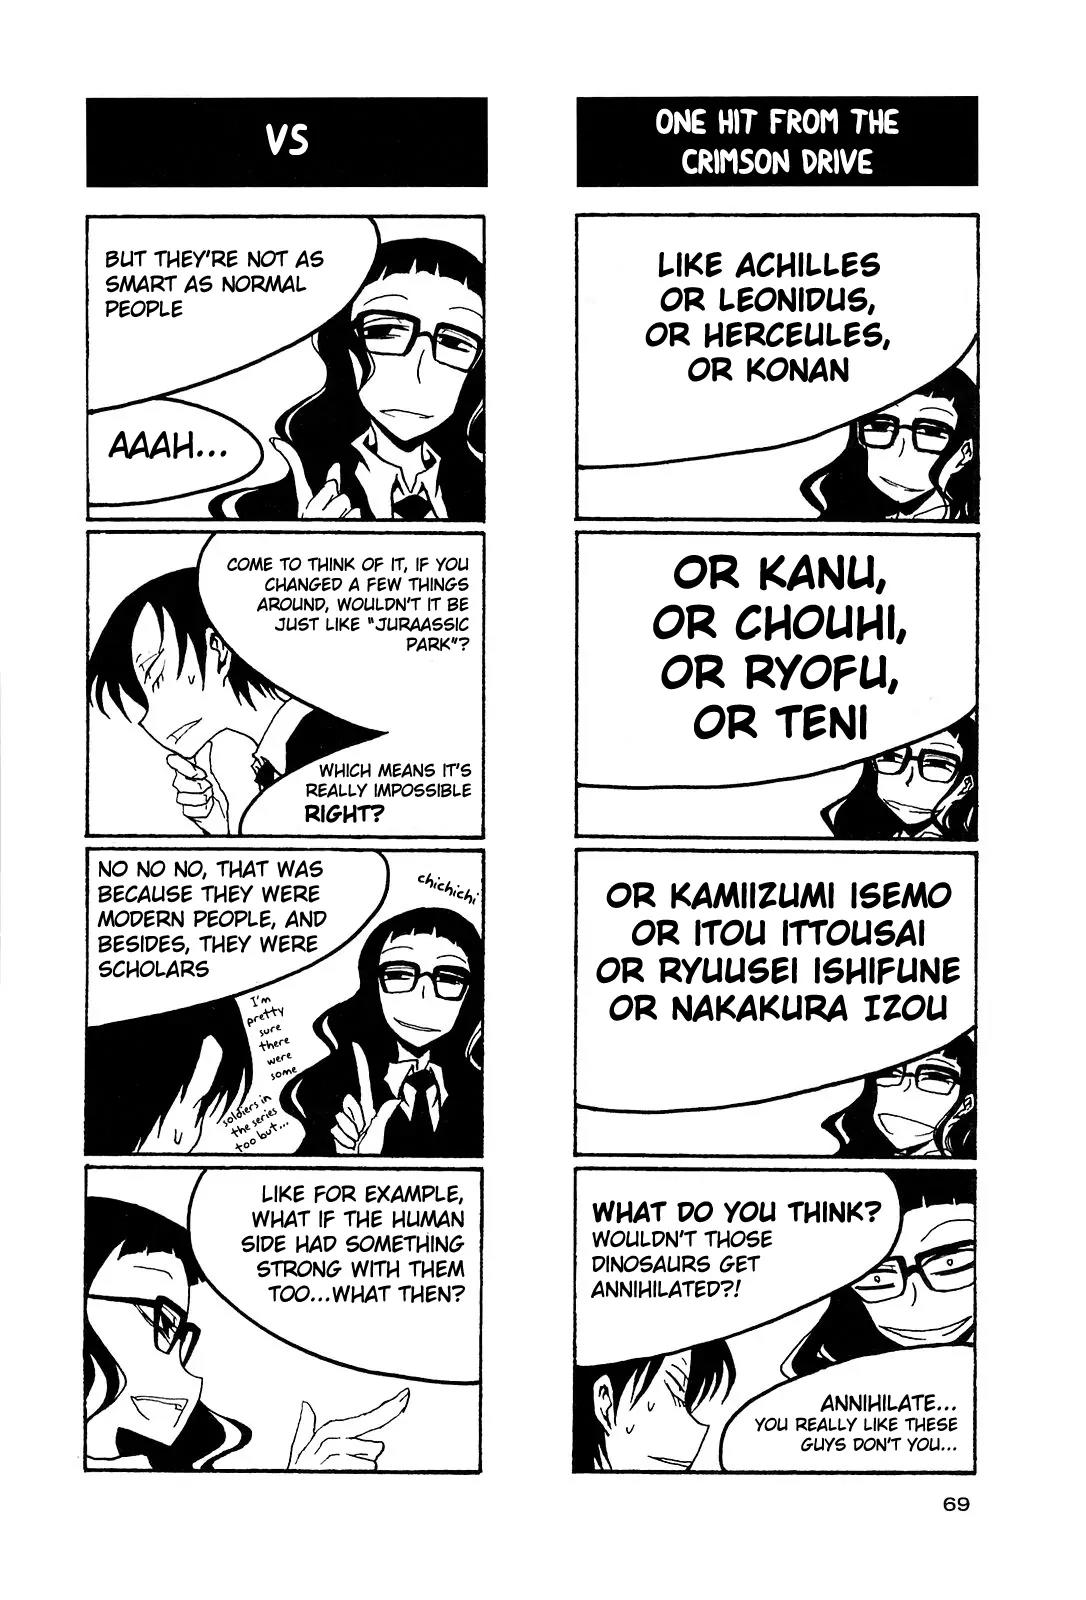 VS
BUT THEY'RE NOT AS
SMART AS NORMAL
PEOPLE
AAAH...
COME TO THINK OF IT, IF YOU
CHANGED A FEW THINGS
AROUND, WOULDN'T IT BE
JUST LIKE "JURAASSIC
PARK"?
WHICH MEANS IT'S
REALLY IMPOSSIBLE
RIGHT?
NO NO NO, THAT WAS
BECAUSE THEY WERE
MODERN PEOPLE, AND
BESIDES, THEY WERE
SCHOLARS
chichichi
I'm
pretty
sure
there
were
some
soldiers in
the series
too but...
LIKE FOR EXAMPLE,
WHAT IF THE HUMAN
SIDE HAD SOMETHING
STRONG WITH THEM
TOO...WHAT THEN?
ONE HIT FROM THE
CRIMSON DRIVE
LIKE ACHILLES
OR LEONIDUS,
OR HERCEULES,
OR KONAN
OR KANU,
OR CHOUHI,
OR RYOFU,
OR TENI
OR KAMIIZUMI ISEMO
OR ITOU ITTOUSAI
OR RYUUSEI ISHIFUNE
OR NAKAKURA IZOU
WHAT DO YOU THINK?
WOULDN'T THOSE
DINOSAURS GET
ANNIHILATED?!
ANNIHILATE...
YOU REALLY LIKE THESE
GUYS DON'T YOU...
69